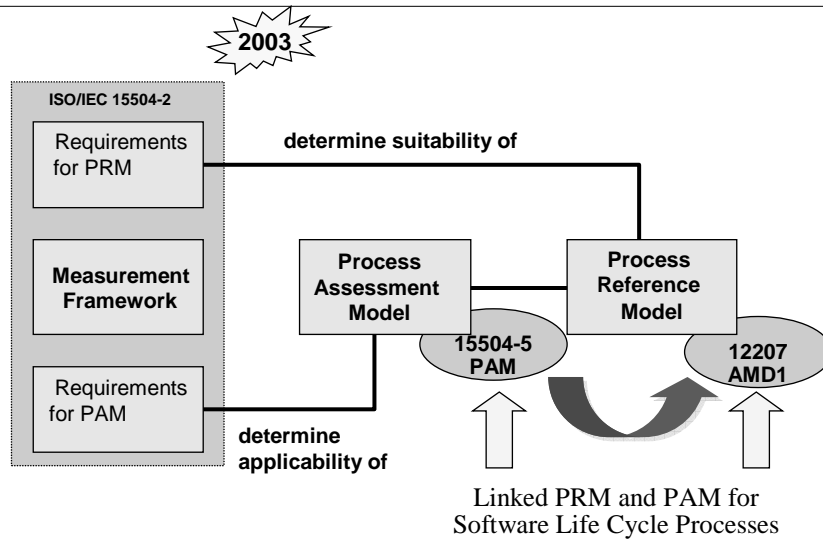 2003
ISO/IEC 15504-2
Requirements
for PRM
determine suitability of
Measurement
Framework
Process
Assessment
Model
Process
Reference
Model
15504-5
PAM
12207
AMD1
Requirements
for PAM
determine
applicability of
Linked PRM and PAM for
Software Life Cycle Processes